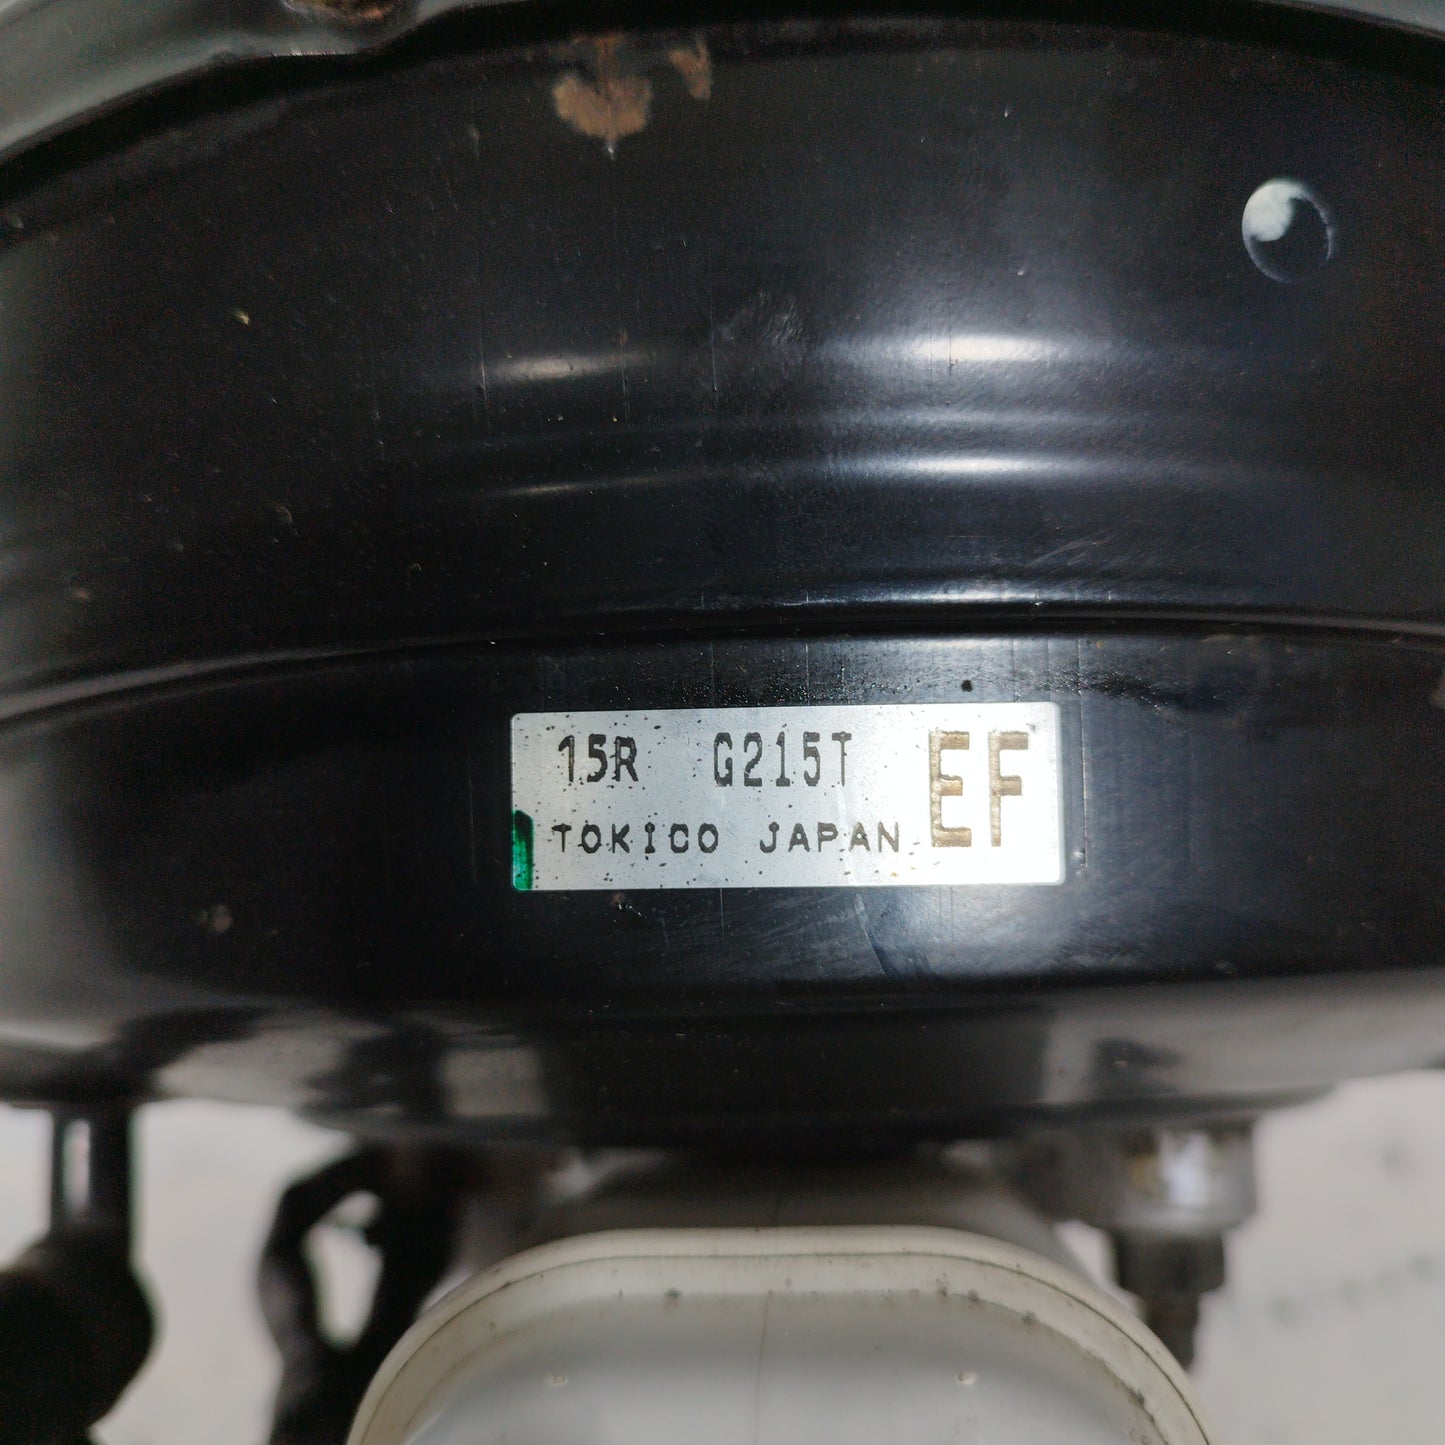 15R G215T EF
TOKICO JAPAN